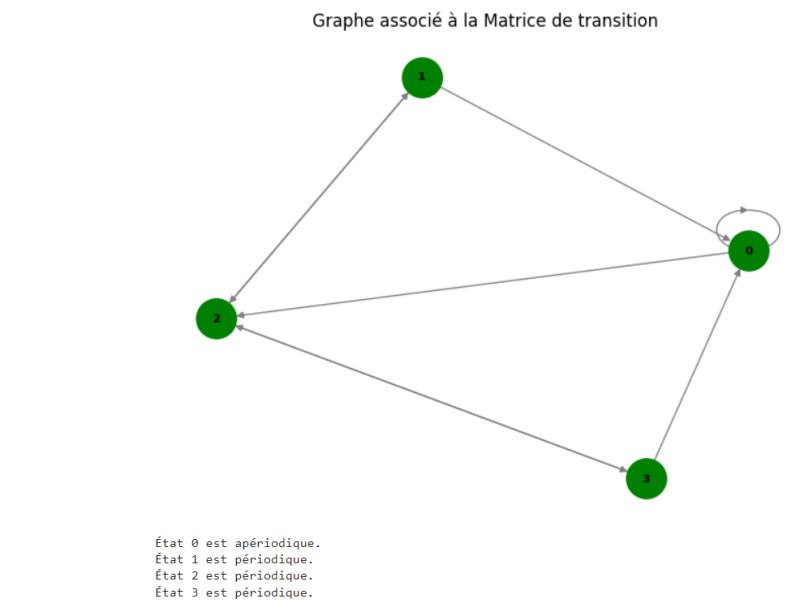 Graphe associé à la Matrice de transition
1
0
2
3
État 0 est apériodique.
État 1 est périodique.
État 2 est périodique.
État 3 est périodique.